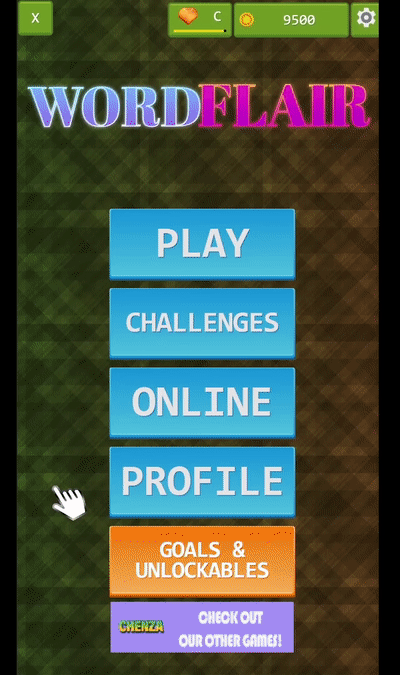 X
C
9500
WORDFLAIR
PLAY
CHALLENGES
ONLINE
PROFILE
GOALS &
UNLOCKABLES
CHENZA
CHECK OUT
OUR OTHER GAMES!